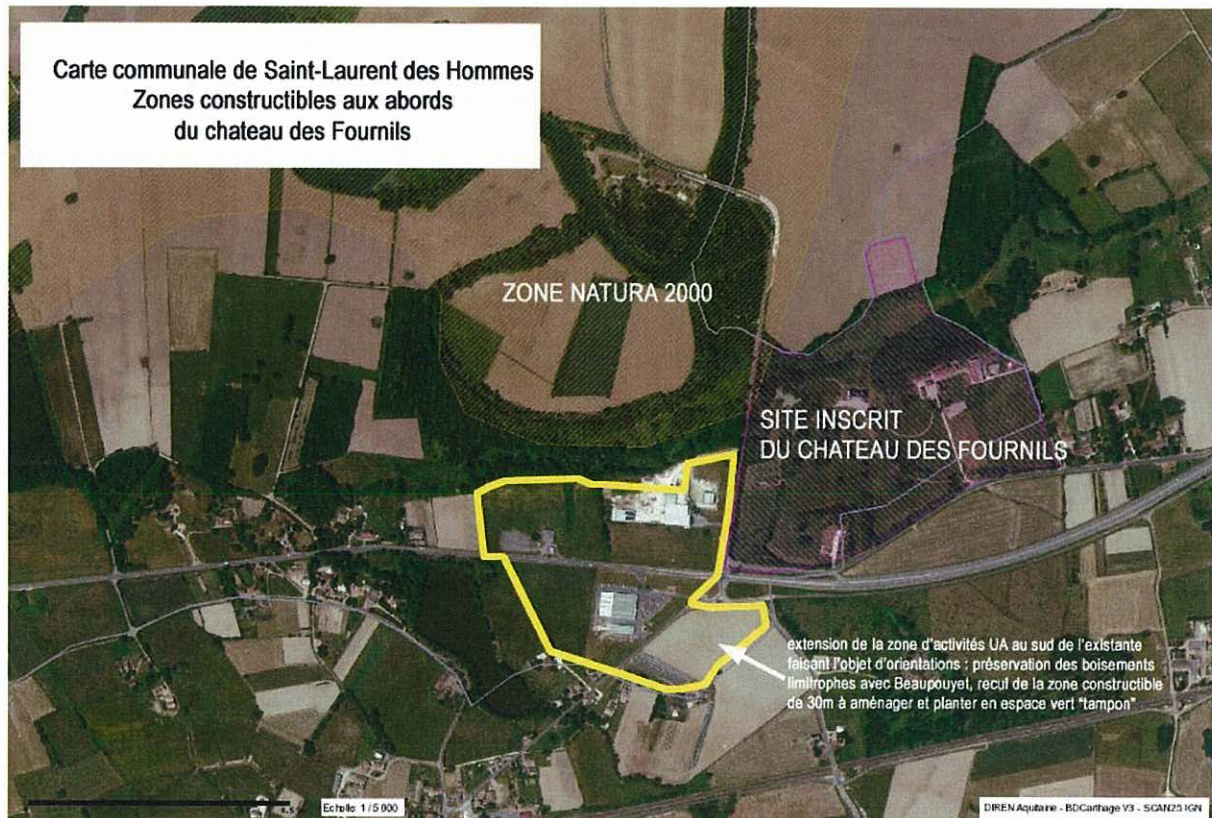 Carte communale de Saint-Laurent des Hommes
Zones constructibles aux abords
du chateau des Fournils
ZONE NATURA 2000
SITE INSCRIT
DU CHATEAU DES FOURNILS
extension de la zone d'activités UA au sud de l'existante
faisant l'objet d'orientations : préservation des boisements
limitrophes avec Beaupouyet, recul de la zone constructible
de 30m à aménager et planter en espace vert "tampon"
Echelle: 1 / 5 000
DIREN Aquitaine - BDCarthage V3 - SCAN25 IGN